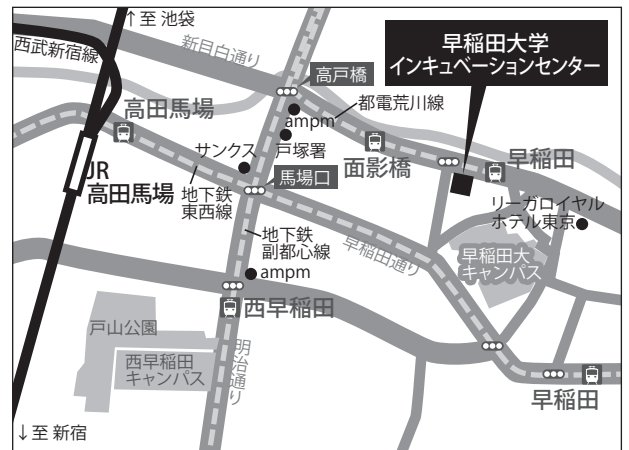 ↑至 池袋
西武新宿線
新目白通り
早稲田大学
インキュベーションセンター
高戸橋
都電荒川線
高田馬場
ampm
戸塚署
面影橋
早稲田
サンクス
JR
高田馬場
馬場口
地下鉄
東西線
リーガロイヤル
ホテル東京
地下鉄
副都心線
早稲田通り
早稲田大
キャンパス
ampm
西早稲田
戸山公園
西早稲田
キャンパス
明治通り
早稲田
↓至 新宿